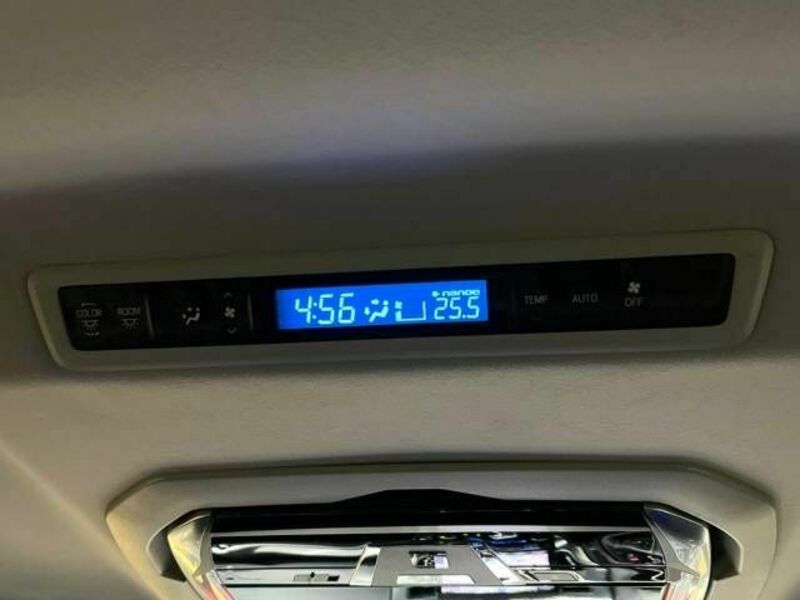 COLOR
ROOM
4:56
nanoe
25.5
TEMP
AUTO
OFF